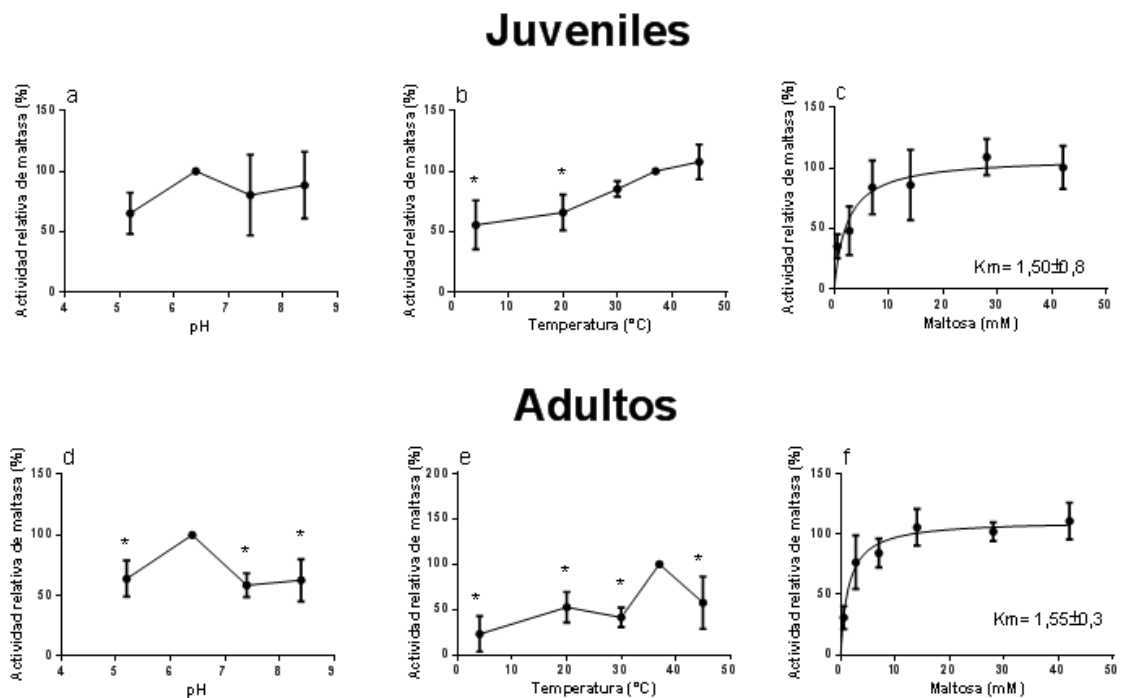 Juveniles
a
Actividad relativa de maltasa (%)
150
100
50
0
4 5 6 7 8 9
pH
b
Actividad relativa de maltasa (%)
150
100
50
0
* *
0 10 20 30 40 50
Temperatura (ºC)
c
Actividad relativa de maltasa (%)
150
100
50
0
Km= 1,50±0,8
0 10 20 30 40 50
Maltosa (mM)
Adultos
d
Actividad relativa de maltasa (%)
150
100
50
0
* * *
4 5 6 7 8 9
pH
e
Actividad relativa de maltasa (%)
200
150
100
50
0
* * * *
0 10 20 30 40 50
Temperatura (ºC)
f
Actividad relativa de maltasa (%)
150
100
50
0
Km= 1,55±0,3
0 10 20 30 40 50
Maltosa (mM)